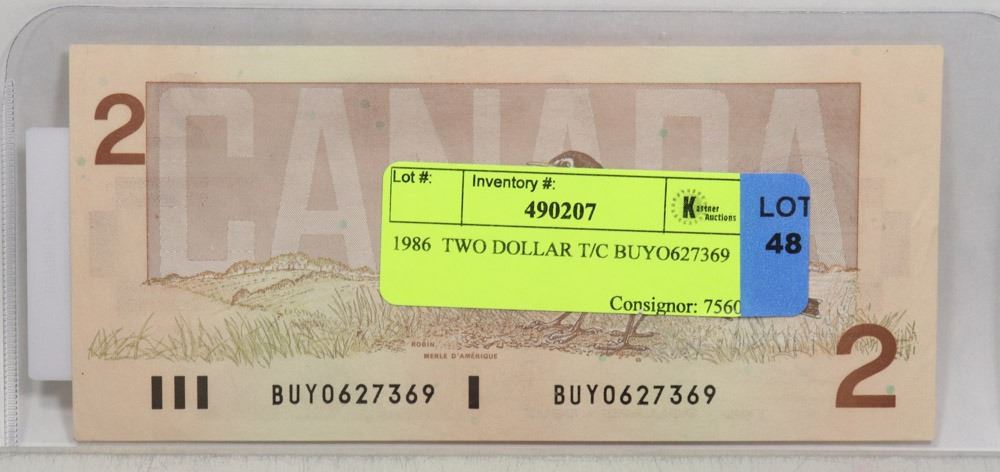 CANADA
2
Lot #:
Inventory #:
490207
Kastner
Auctions
LOT
48
1986 TWO DOLLAR T/C BUYO627369
Consignor: 7560
ROBIN
MERLE D'AMÉRIQUE
BUY0627369
BUY0627369
2